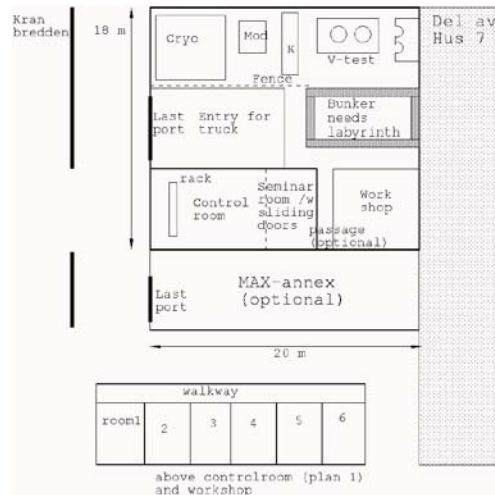 Kran
bredden
18 m
Cryo
Mod
K
V-test
Del av
Hus 7
Fence
Last
port
Entry for
truck
Bunker
needs
labyrinth
rack
Control
room
Seminar
room /w
sliding
doors
Work
shop
passage
(optional)
MAX-annex
(optional)
Last
port
20 m
walkway
room1
2
3
4
5
6
above controlroom (plan 1)
and workshop